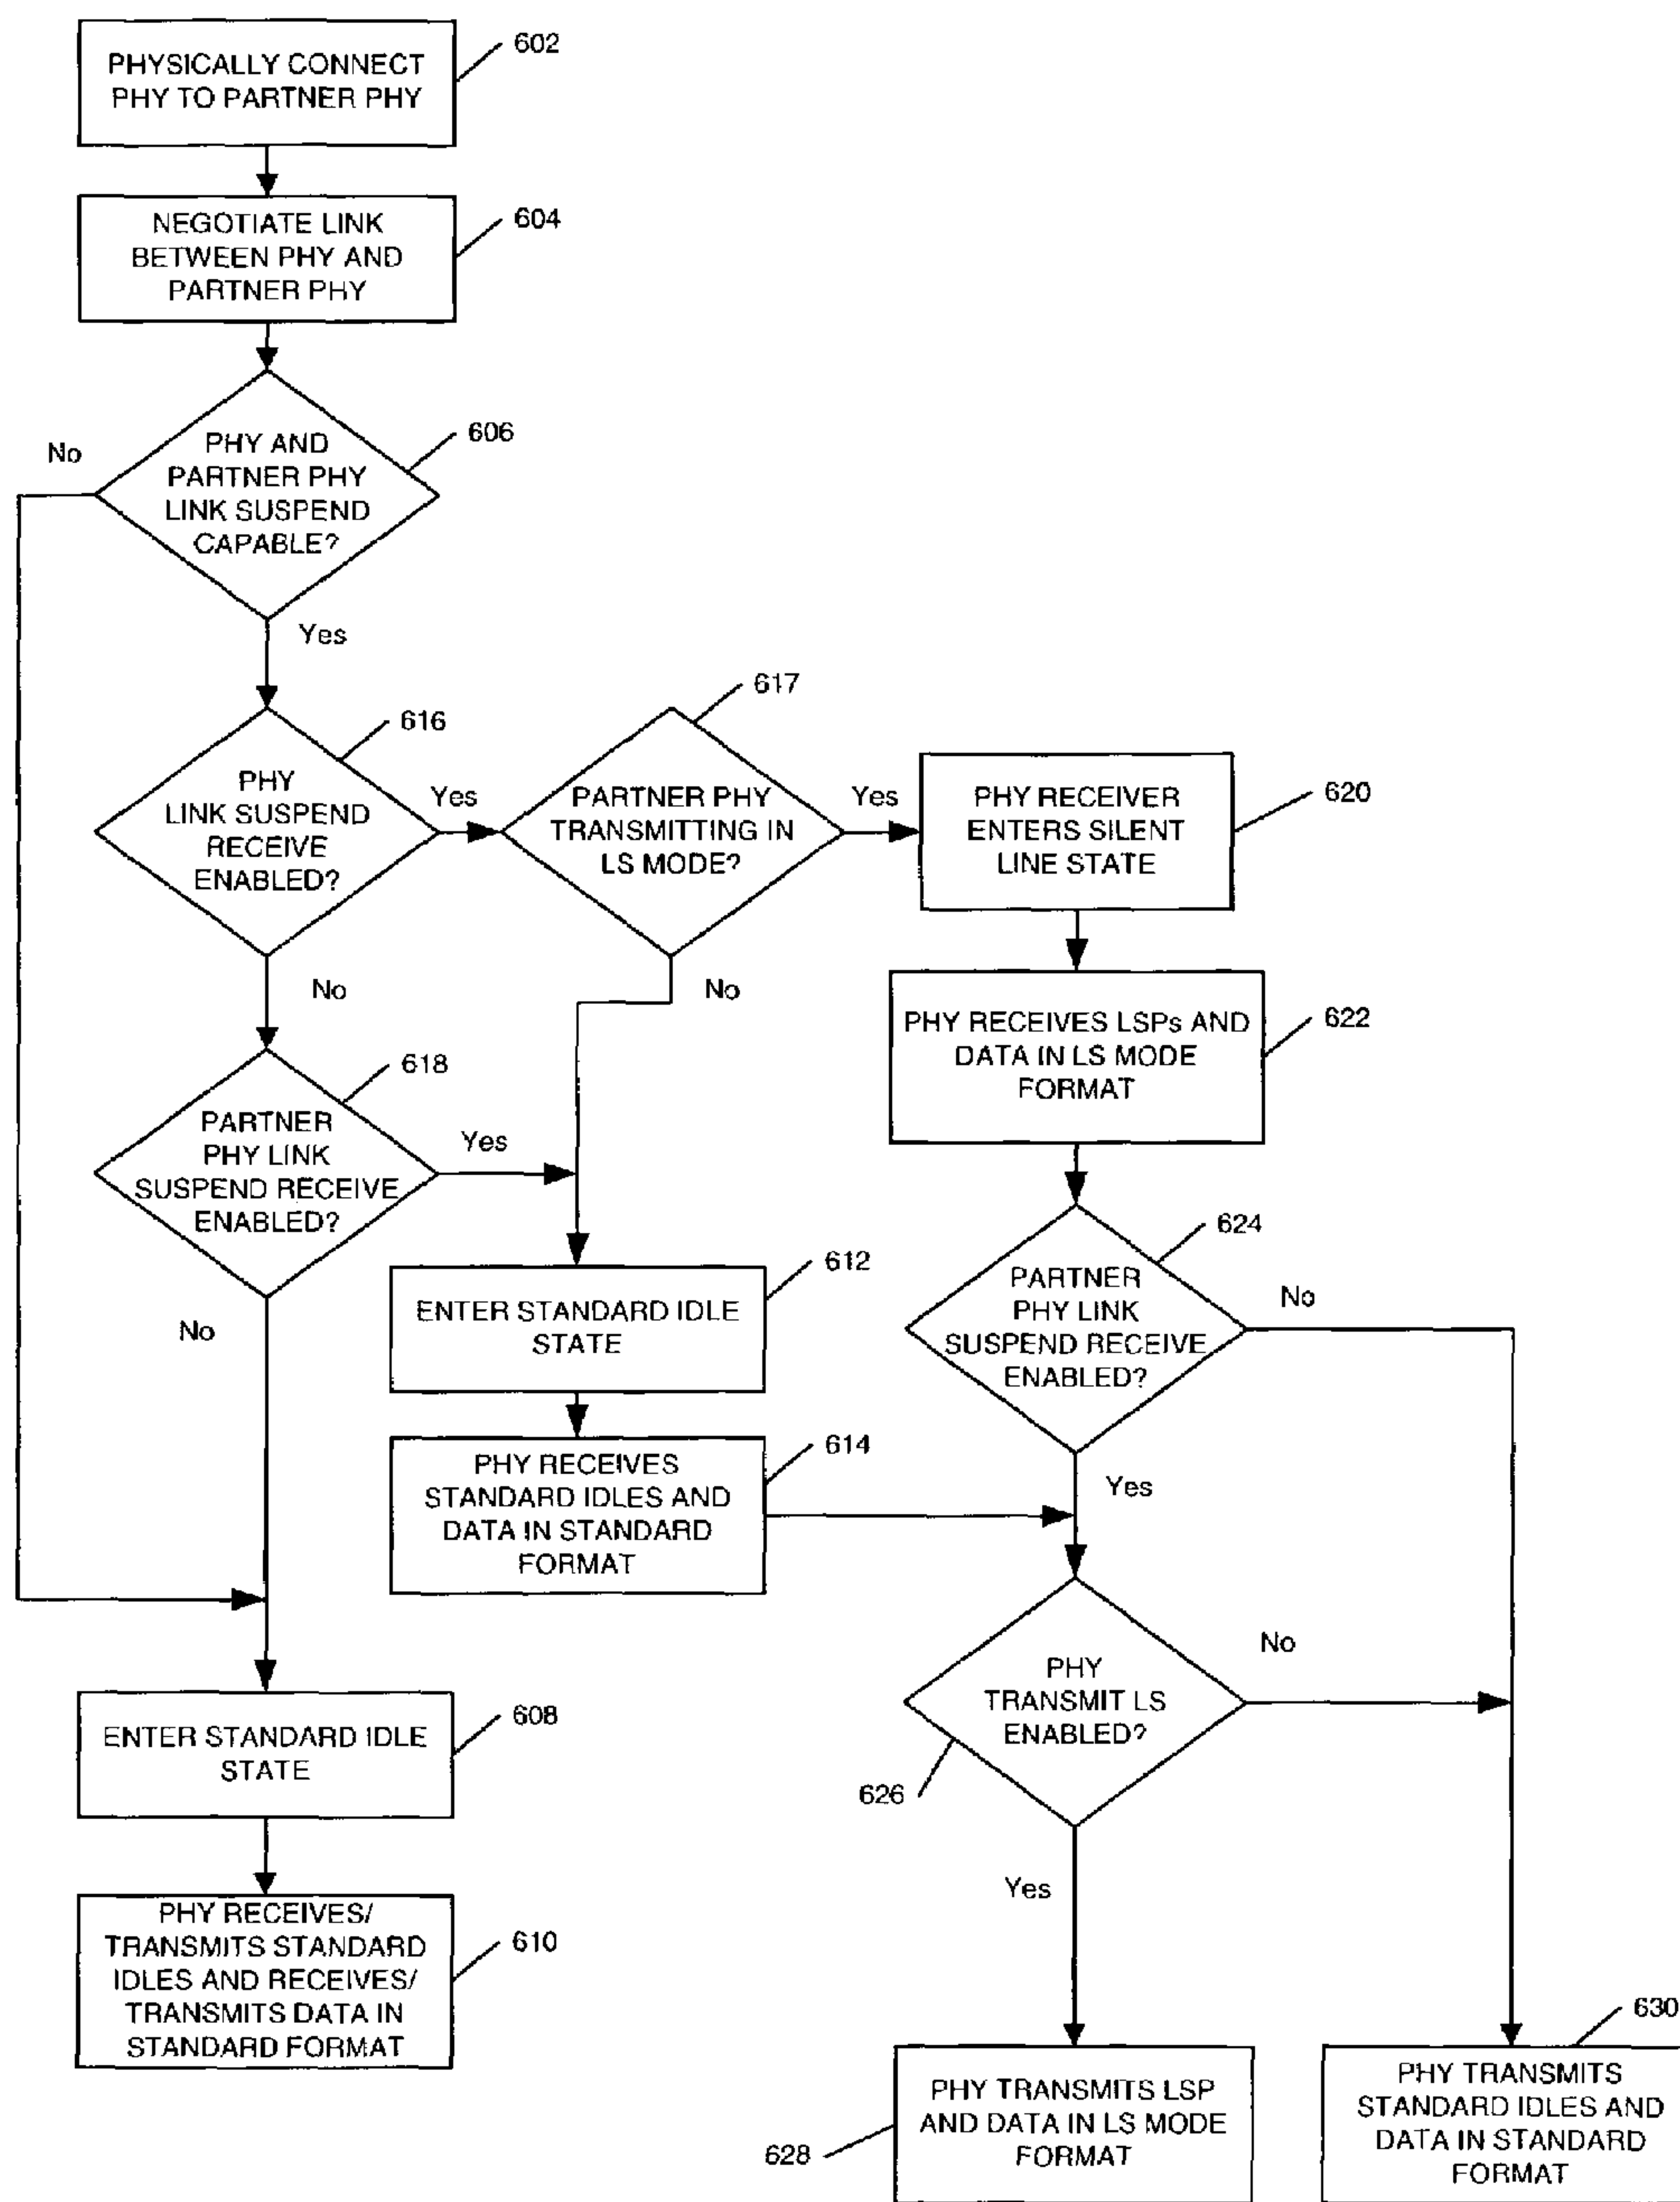 PHYSICALLY CONNECT
PHY TO PARTNER PHY
602
NEGOTIATE LINK
BETWEEN PHY AND
PARTNER PHY
604
No
PHY AND
PARTNER PHY
LINK SUSPEND
CAPABLE?
606
Yes
PHY
LINK SUSPEND
RECEIVE
ENABLED?
616
Yes
PARTNER PHY
TRANSMITTING IN
LS MODE?
617
Yes
PHY RECEIVER
ENTERS SILENT
LINE STATE
620
No
No
PHY RECEIVES LSPs AND
DATA IN LS MODE
FORMAT
622
PARTNER
PHY LINK
SUSPEND RECEIVE
ENABLED?
618
Yes
No
ENTER STANDARD IDLE
STATE
612
PARTNER
PHY LINK
SUSPEND RECEIVE
ENABLED?
624
No
PHY RECEIVES
STANDARD IDLES AND
DATA IN STANDARD
FORMAT
614
Yes
PHY
TRANSMIT LS
ENABLED?
626
No
ENTER STANDARD IDLE
STATE
608
Yes
PHY RECEIVES/
TRANSMITS STANDARD
IDLES AND RECEIVES/
TRANSMITS DATA IN
STANDARD FORMAT
610
PHY TRANSMITS LSP
AND DATA IN LS MODE
FORMAT
628
PHY TRANSMITS
STANDARD IDLES AND
DATA IN STANDARD
FORMAT
630